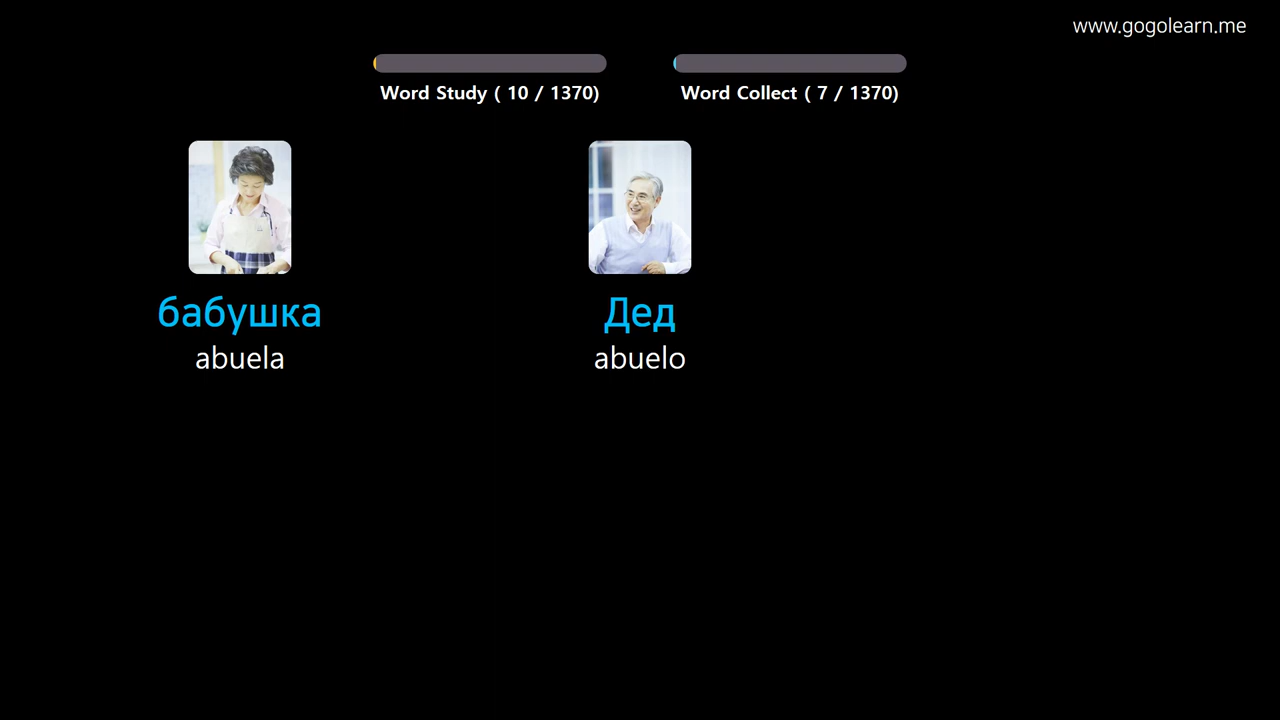 www.gogolearn.me
Word Study ( 10 / 1370)
Word Collect ( 7 / 1370)
бабушка
abuela
Дед
abuelo